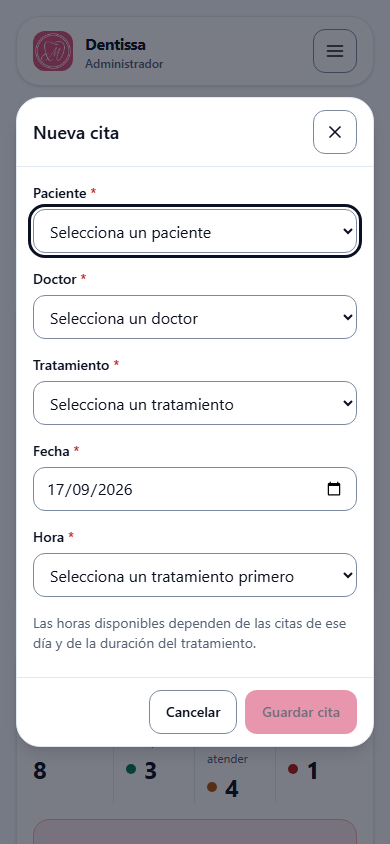 Dentissa
Administrador
Nueva cita
Paciente *
Selecciona un paciente
Doctor *
Selecciona un doctor
Tratamiento *
Selecciona un tratamiento
Fecha *
17/09/2026
Hora *
Selecciona un tratamiento primero
Las horas disponibles dependen de las citas de ese
día y de la duración del tratamiento.
Cancelar
Guardar cita
atender
8
3
4
1